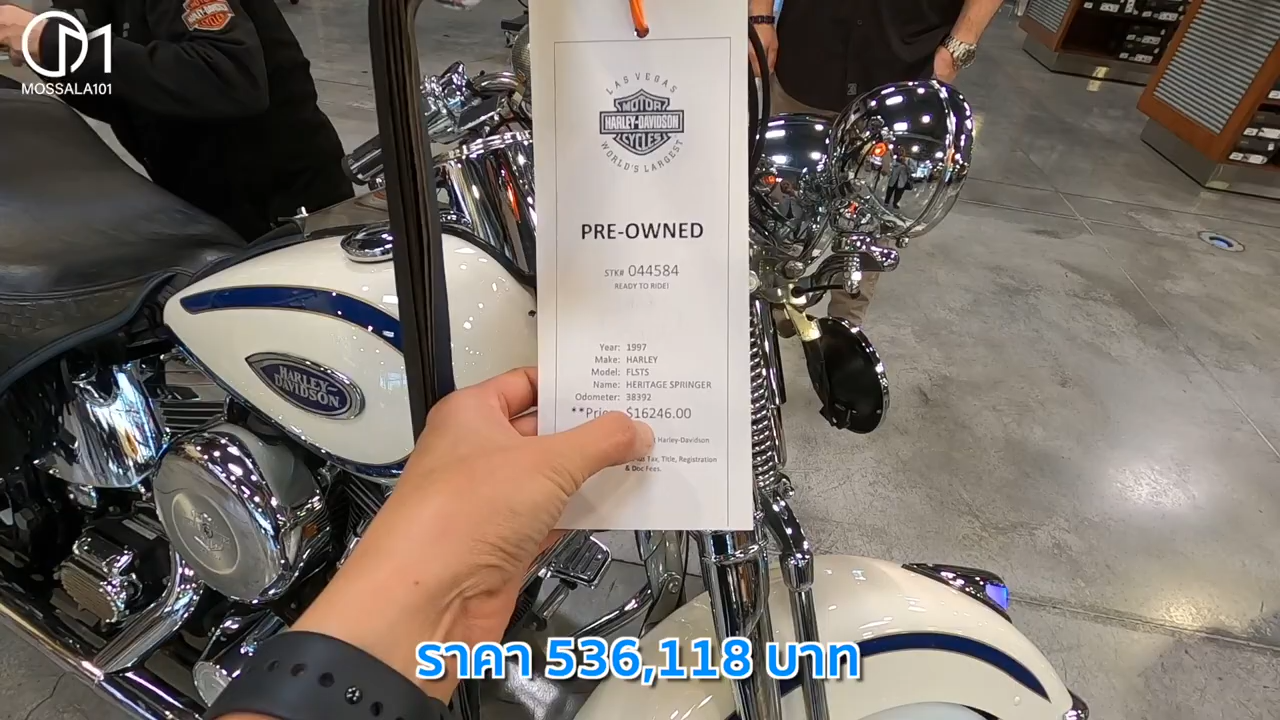 MOSSALA101
LAS VEGAS
MOTOR
HARLEY-DAVIDSON
CYCLES
WORLD'S LARGEST
PRE-OWNED
STK# 044584
READY TO RIDE!
Year: 1997
Make: HARLEY
Model: FLSTS
Name: HERITAGE SPRINGER
Odometer: 38392
**Price $16246.00
Harley-Davidson
Tax, Title, Registration
& Doc Fees.
HARLEY-DAVIDSON
ราคา 536,118 บาท